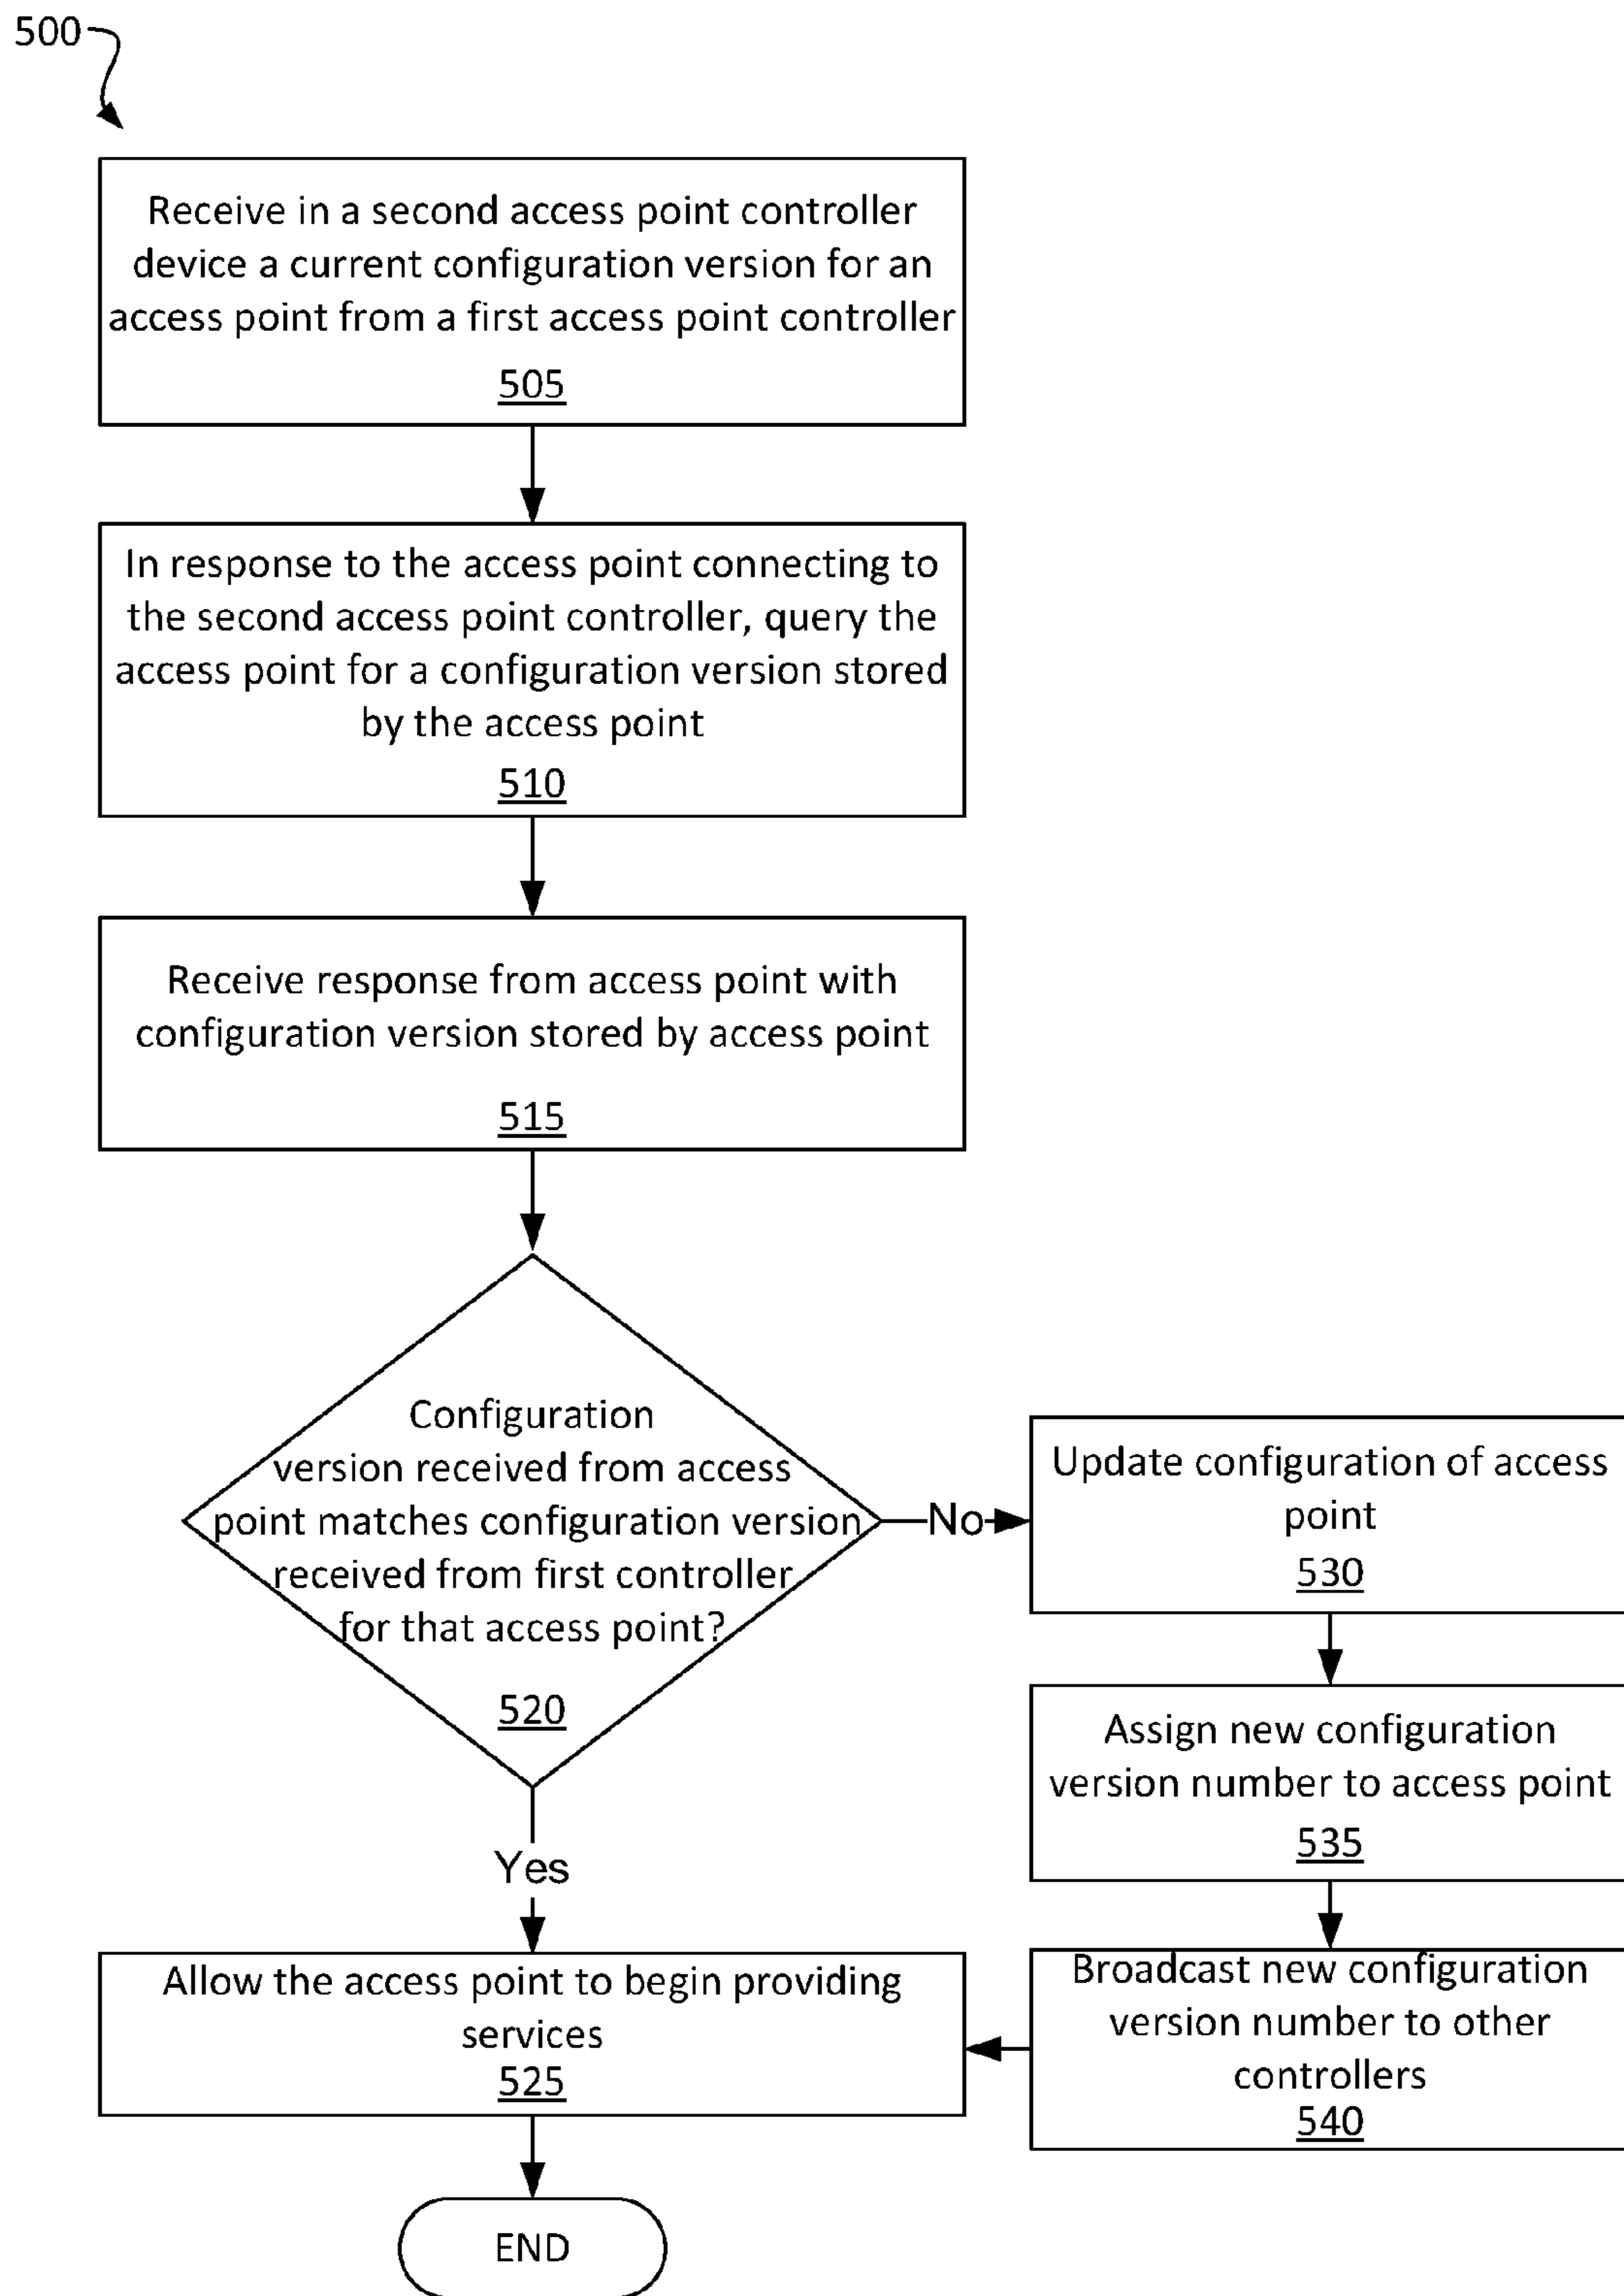 500
Receive in a second access point controller
device a current configuration version for an
access point from a first access point controller
505
In response to the access point connecting to
the second access point controller, query the
access point for a configuration version stored
by the access point
510
Receive response from access point with
configuration version stored by access point
515
Configuration
version received from access
point matches configuration version
received from first controller
for that access point?
520
No
Update configuration of access
point
530
Assign new configuration
version number to access point
535
Broadcast new configuration
version number to other
controllers
540
Yes
Allow the access point to begin providing
services
525
END